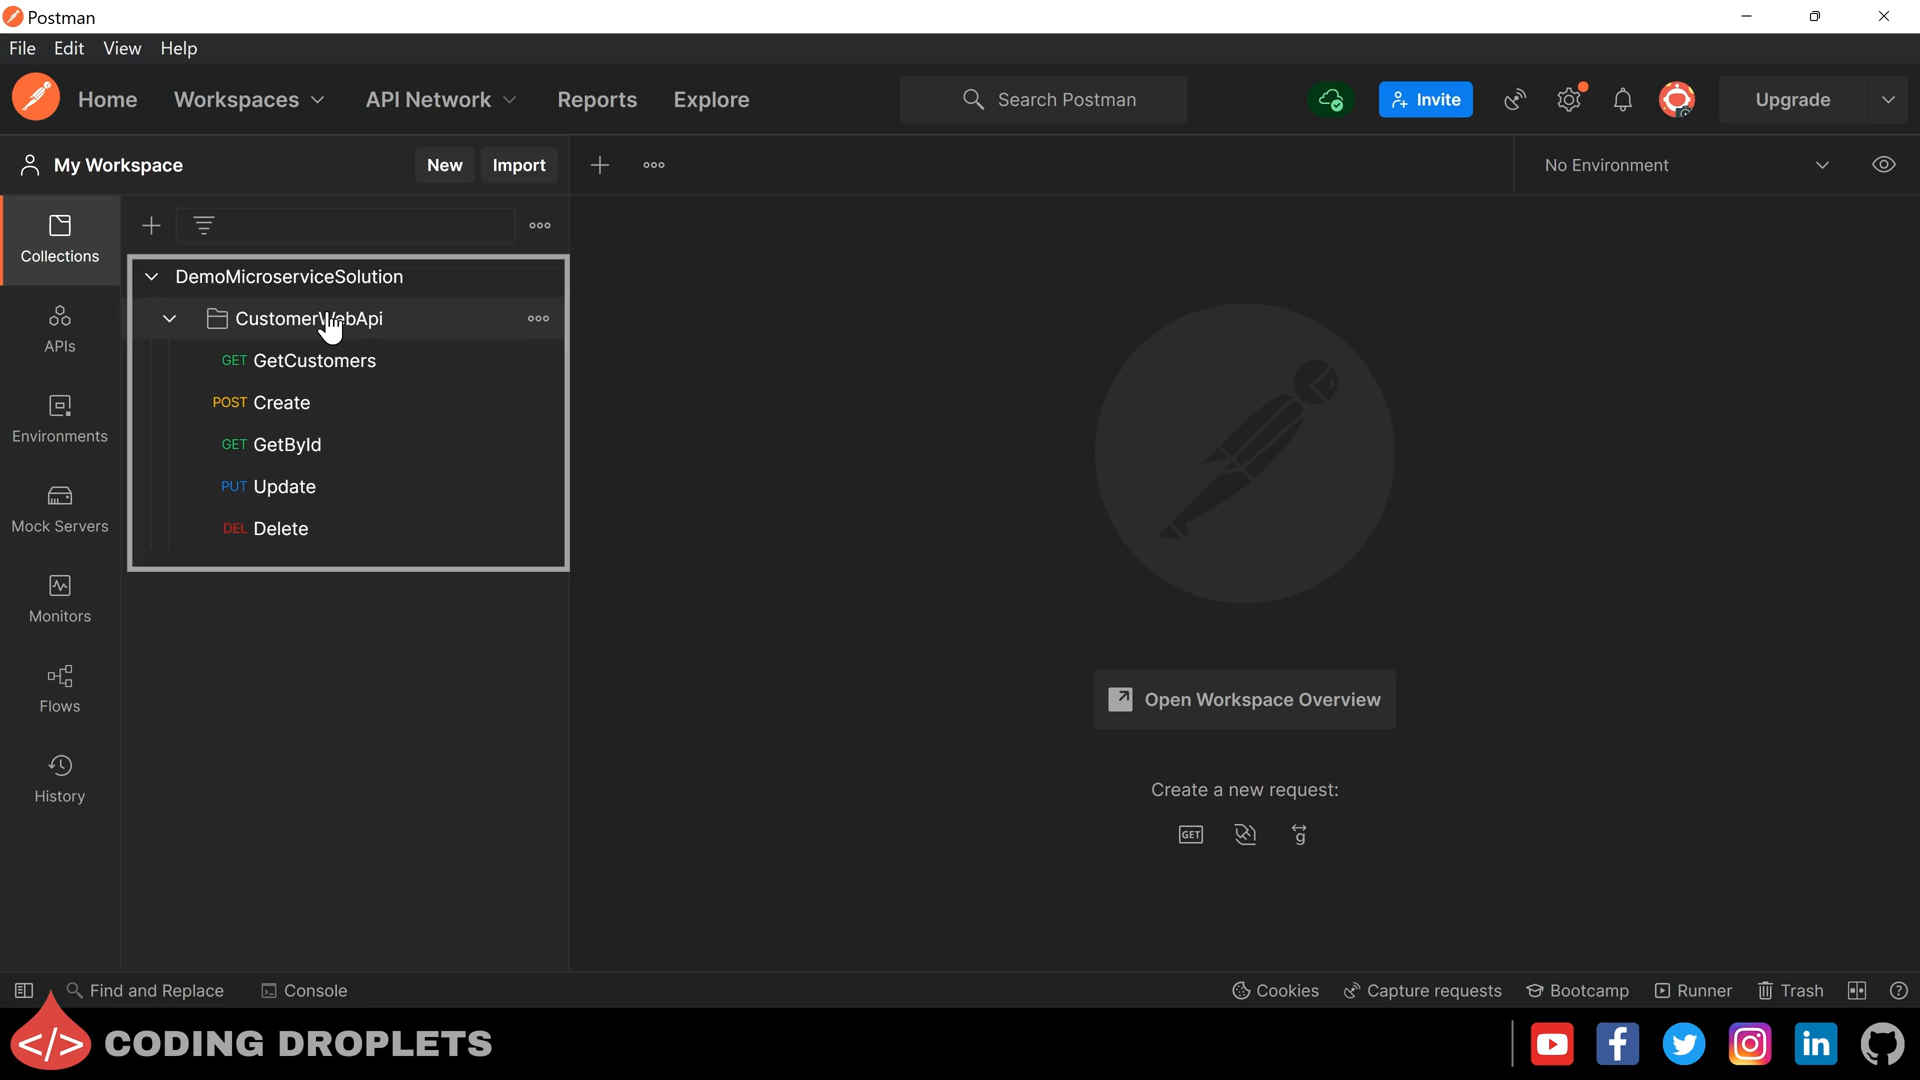 Postman
File Edit View Help
Home Workspaces API Network Reports Explore Search Postman Invite Upgrade
My Workspace New Import No Environment
Collections
DemoMicroserviceSolution
CustomerWebApi
APIs
GET GetCustomers
POST Create
Environments
GET GetById
PUT Update
Mock Servers
DEL Delete
Monitors
Flows
Open Workspace Overview
History
Create a new request:
GET
g
Find and Replace Console Cookies Capture requests Bootcamp Runner Trash
</> CODING DROPLETS